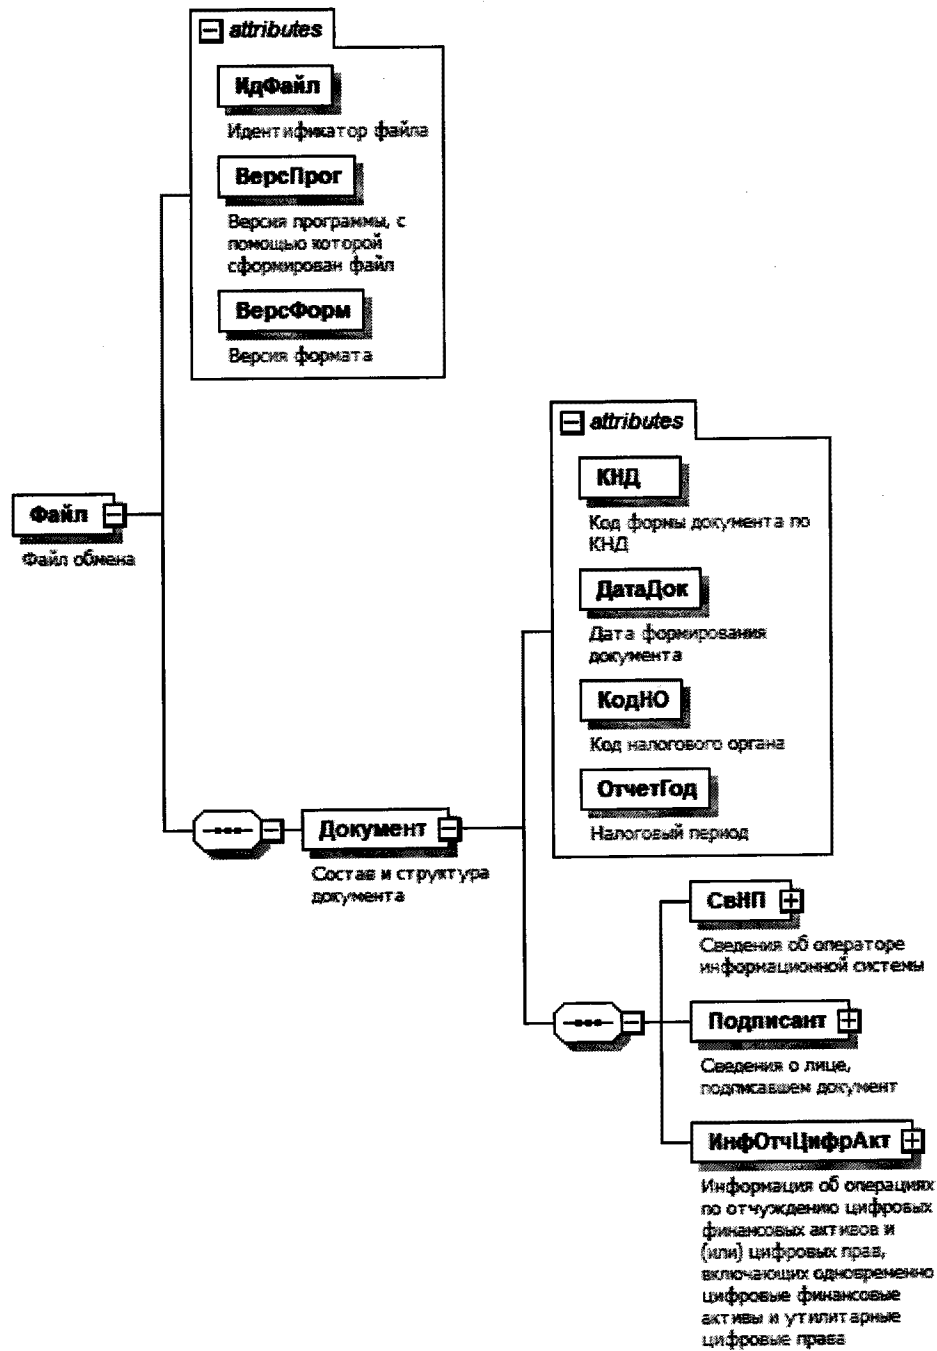 attributes
ИдФайл
Идентификатор файла
ВерсПрог
Версия программы, с
помощью которой
сформирован файл
ВерсФорм
Версия формата
Файл
Файл обмена
attributes
КНД
Код формы документа по
КНД
ДатаДок
Дата формирования
документа
КодНО
Код налогового органа
ОтчетГод
Налоговый период
Документ
Состав и структура
документа
СвНП
Сведения об операторе
информационной системы
Подписант
Сведения о лице,
подписавшем документ
ИнфОтчЦифрАкт
Информация об операциях
по отчуждению цифровых
финансовых активов и
(или) цифровых прав,
включающих одновременно
цифровые финансовые
активы и утилитарные
цифровые права